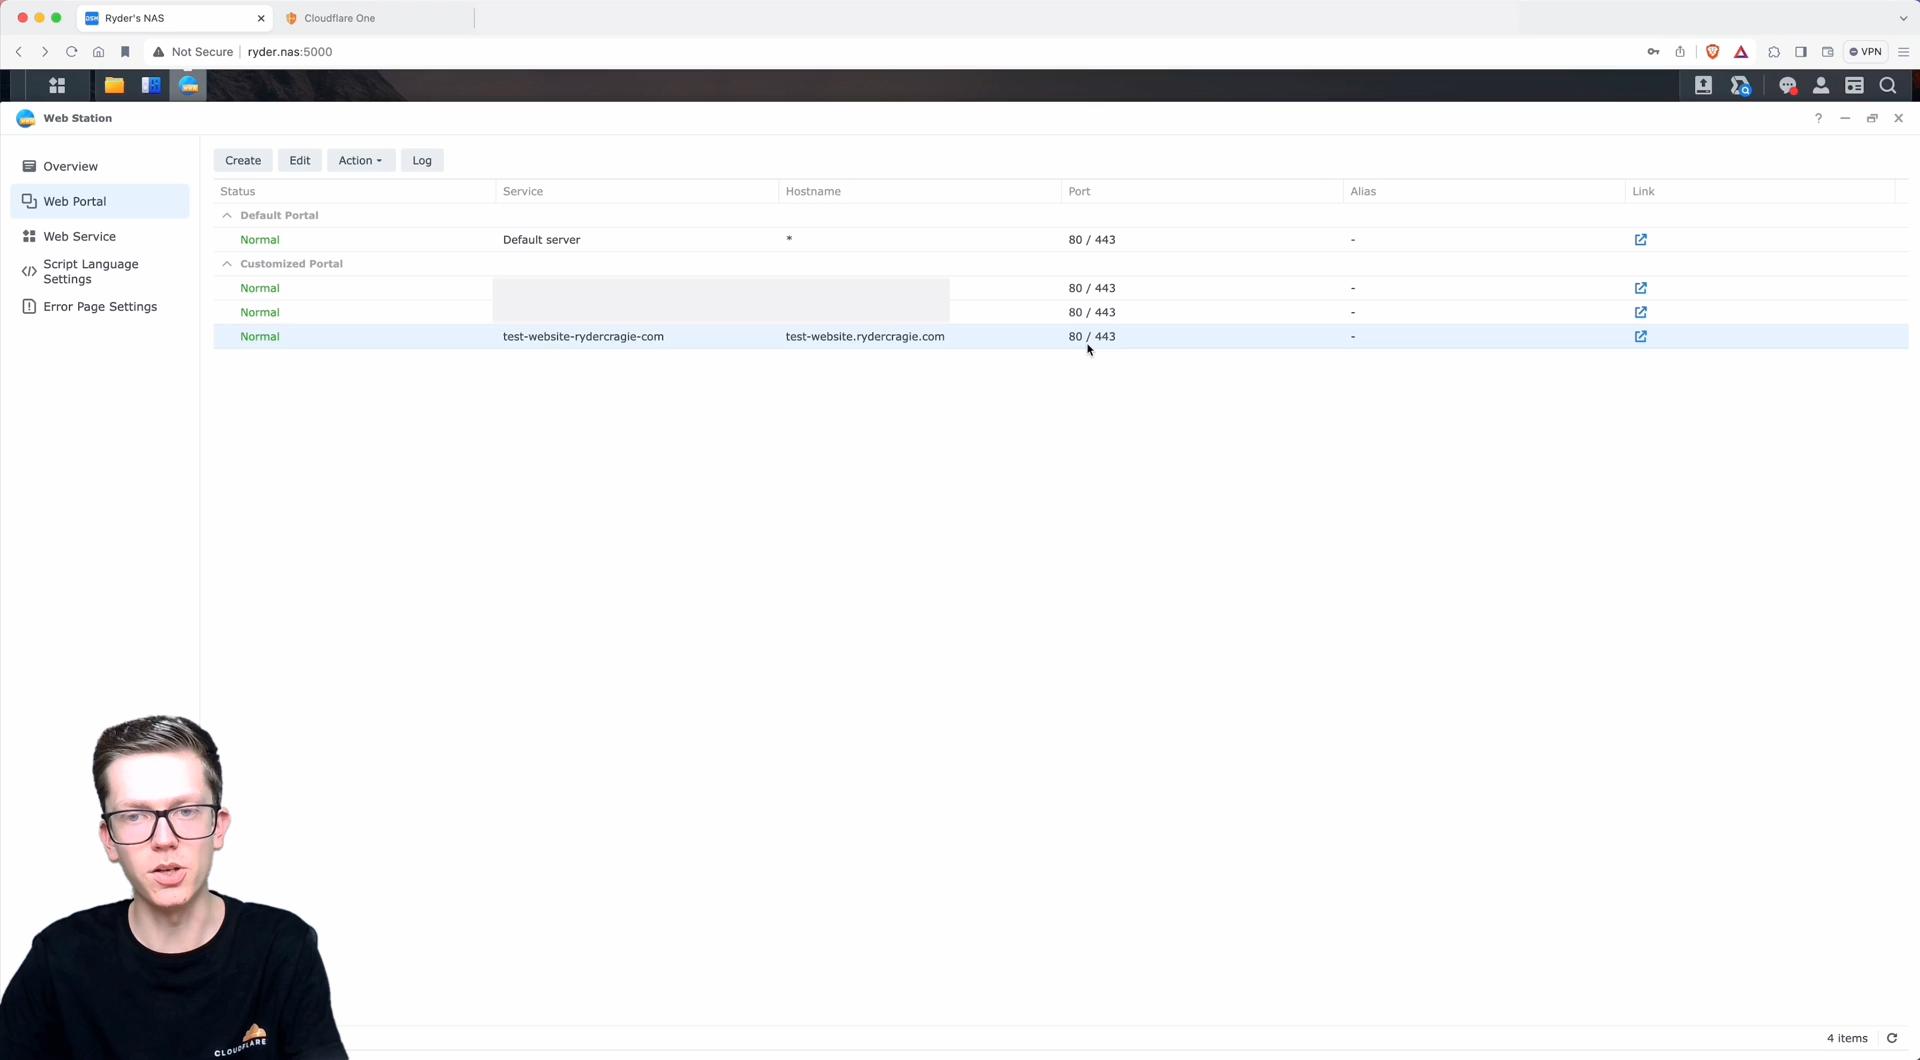 DSM Ryder's NAS
Cloudflare One
Not Secure ryder.nas:5000
VPN
Web Station
?
Overview
Web Portal
Web Service
Script Language
Settings
Error Page Settings
Create Edit Action Log
Status Service Hostname Port Alias Link
Default Portal
Normal Default server * 80 / 443 -
Customized Portal
Normal 80 / 443 -
Normal 80 / 443 -
Normal test-website-rydercragie-com test-website.rydercragie.com 80 / 443 -
CLOUDFLARE
4 items